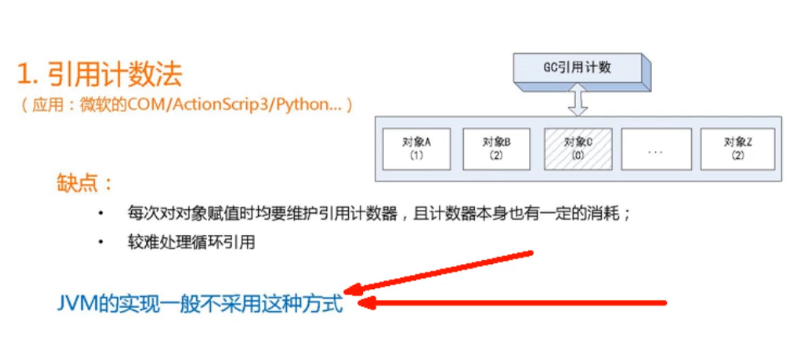 1. 引用计数法
（应用：微软的COM/ActionScrip3/Python...）
GC引用计数
对象A
(1)
对象B
(2)
对象C
(0)
...
对象Z
(2)
缺点：
• 每次对对象赋值时均要维护引用计数器，且计数器本身也有一定的消耗；
• 较难处理循环引用
JVM的实现一般不采用这种方式